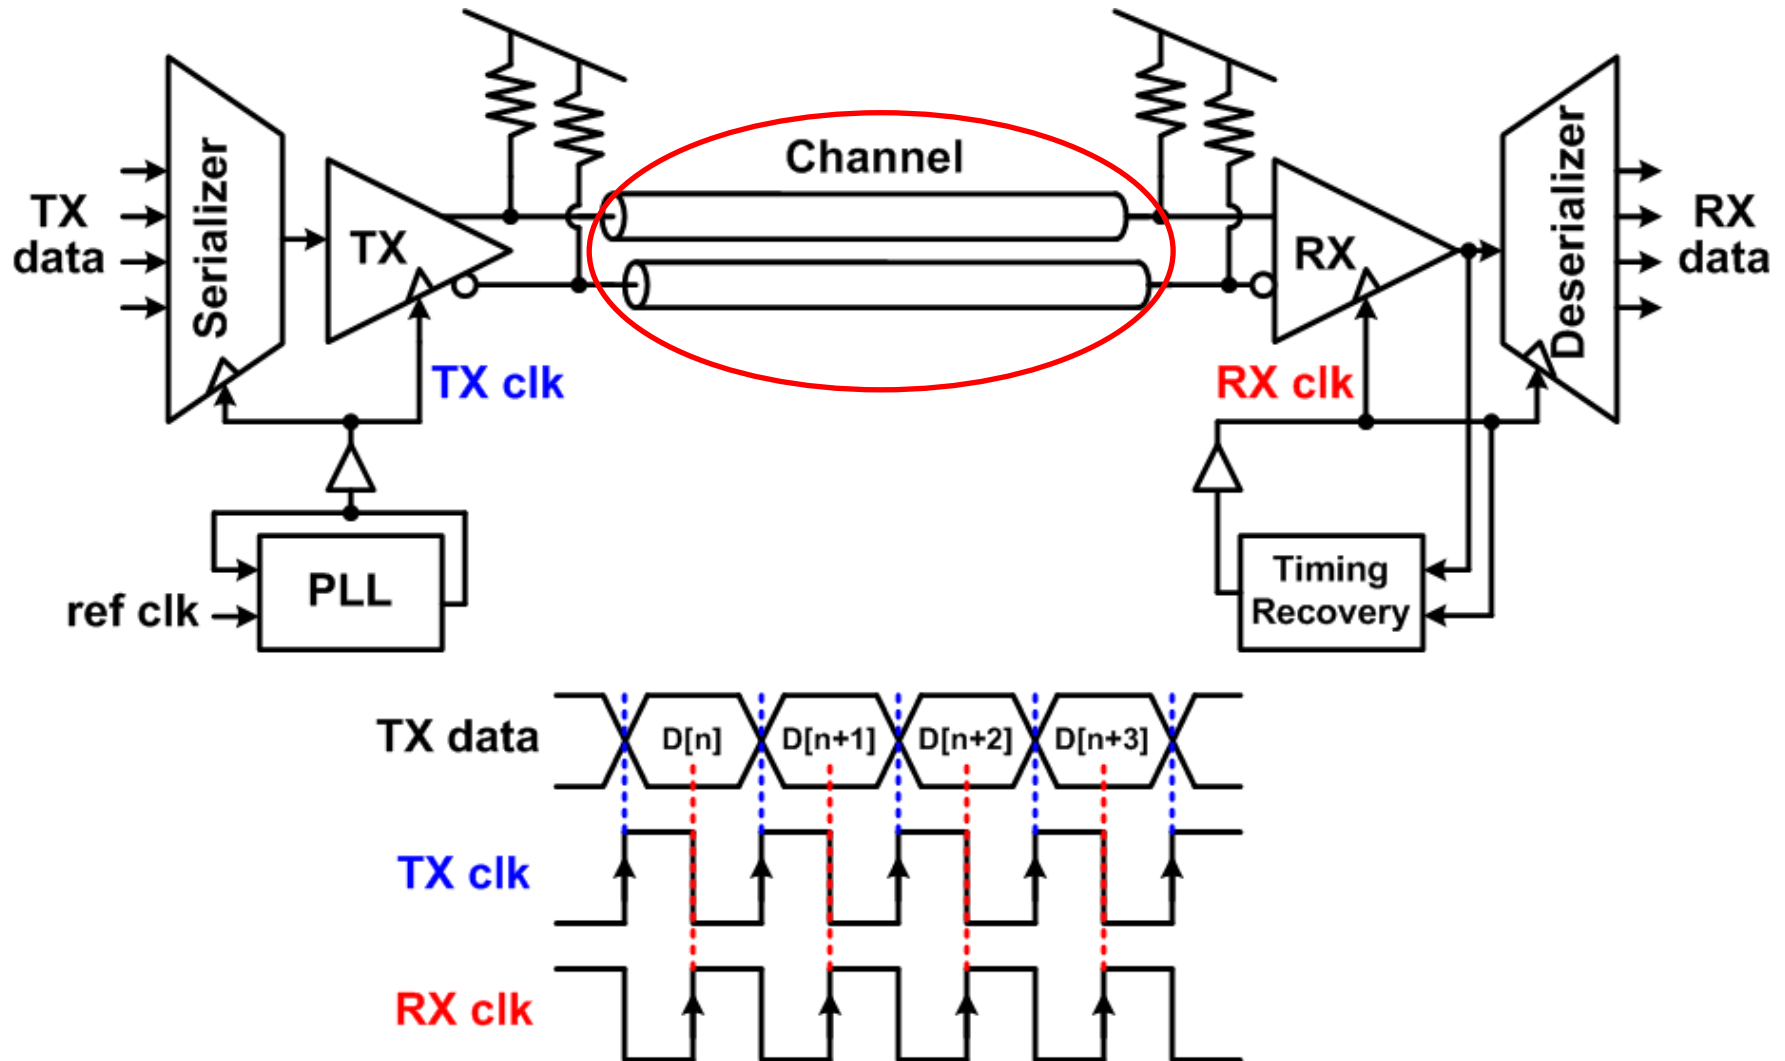 Channel
Serializer
TX
data
TX
RX
Deserializer
RX
data
TX clk
RX clk
PLL
ref clk
Timing
Recovery
TX data
D[n]
D[n+1]
D[n+2]
D[n+3]
TX clk
RX clk